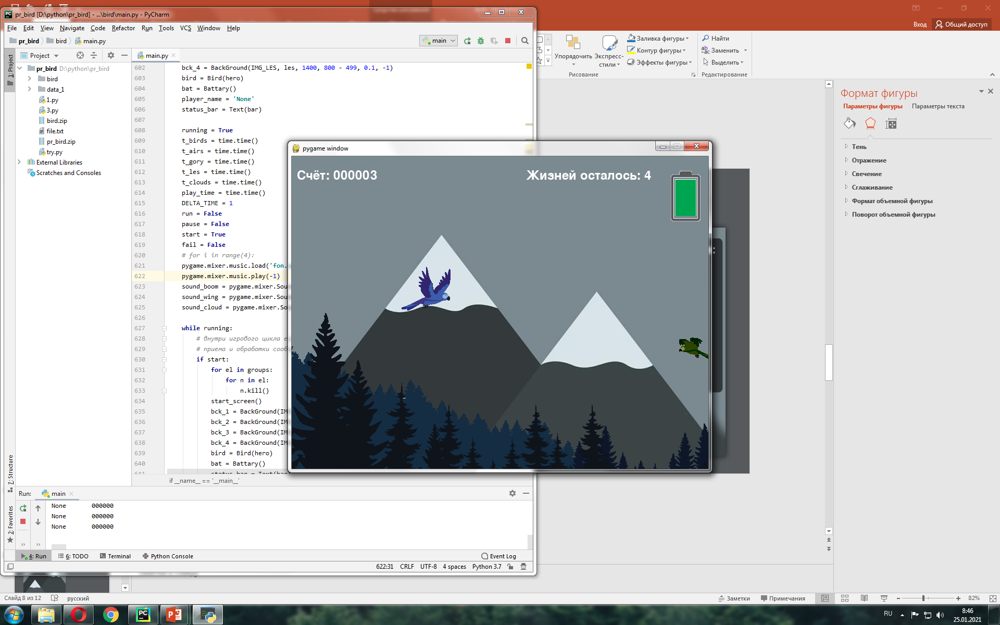 pr_bird [D:\python\pr_bird] - ...\bird\main.py - PyCharm
File Edit View Navigate Code Refactor Run Tools VCS Window Help
pr_bird bird main.py
main
Project
main.py
1: Project
pr_bird D:\python\pr_bird
bird
data_1
1.py
3.py
bird.zip
file.txt
pr_bird.zip
try.py
External Libraries
Scratches and Consoles
7: Structure
2: Favorites
602 bck_4 = BackGround(IMG_LES, les, 1400, 800 - 499, 0.1, -1)
603 bird = Bird(hero)
604 bat = Battary()
605 player_name = 'None'
606 status_bar = Text(bar)
607
608 running = True
609 t_birds = time.time()
610 t_airs = time.time()
611 t_gory = time.time()
612 t_les = time.time()
613 t_clouds = time.time()
614 play_time = time.time()
615 DELTA_TIME = 1
616 run = False
617 pause = False
618 start = True
619 fail = False
620 # for i in range(4):
621 pygame.mixer.music.load('fon.
622 pygame.mixer.music.play(-1)
623 sound_boom = pygame.mixer.Sou
624 sound_wing = pygame.mixer.Sou
625 sound_cloud = pygame.mixer.So
626
627 while running:
628 # внутри игрового цикла е
629 # приема и обработки сооб
630 if start:
631 for el in groups:
632 for n in el:
633 n.kill()
634 start_screen()
635 bck_1 = BackGround(IM
636 bck_2 = BackGround(IM
637 bck_3 = BackGround(IM
638 bck_4 = BackGround(IM
639 bird = Bird(hero)
640 bat = Battary()
641 status_bar = Text(bar)
if __name__ == '__main__'
Run: main
None 000000
None 000000
None 000000
4: Run 6: TODO Terminal Python Console Event Log
622:31 CRLF UTF-8 4 spaces Python 3.7
pygame window
Счёт: 000003
Жизней осталось: 4
Вход Общий доступ
Упорядочить
Экспресс-стили
Заливка фигуры
Контур фигуры
Эффекты фигуры
Рисование
Найти
Заменить
Выделить
Редактирование
Формат фигуры
Параметры фигуры Параметры текста
Тень
Отражение
Свечение
Сглаживание
Формат объемной фигуры
Поворот объемной фигуры
Слайд 8 из 12 русский
Заметки Примечания 82%
RU
8:46
25.01.2021